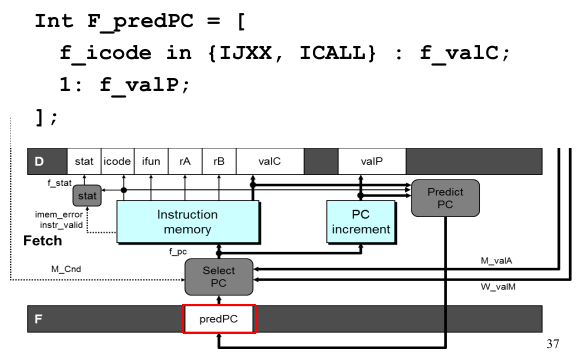 Int F_predPC = [
f_icode in {IJXX, ICALL} : f_valC;
1: f_valP;
];
D stat icode ifun rA rB valC valP
f_stat
stat
Predict
PC
imem_error
instr_valid
Instruction
memory
PC
increment
Fetch
f_pc
M_Cnd
Select
PC
M_valA
W_valM
F predPC
37